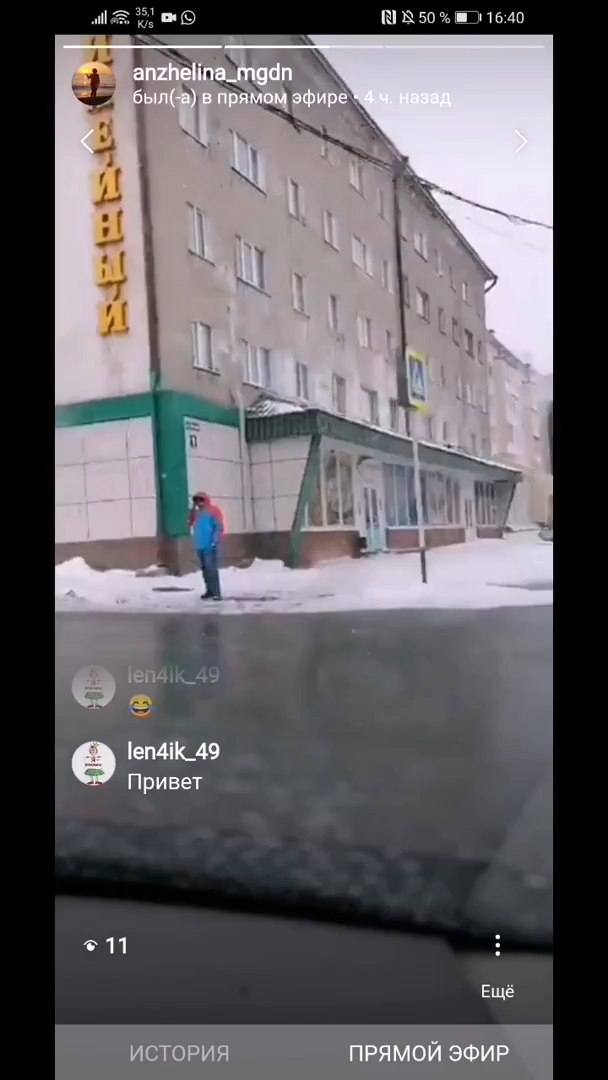 35,1
K/s
50 %
16:40
anzhelina_mgdn
был(-а) в прямом эфире • 4 ч. назад
ЕЙНЫЙ
len4ik_49
😂
len4ik_49
Привет
11
Ещё
ИСТОРИЯ
ПРЯМОЙ ЭФИР